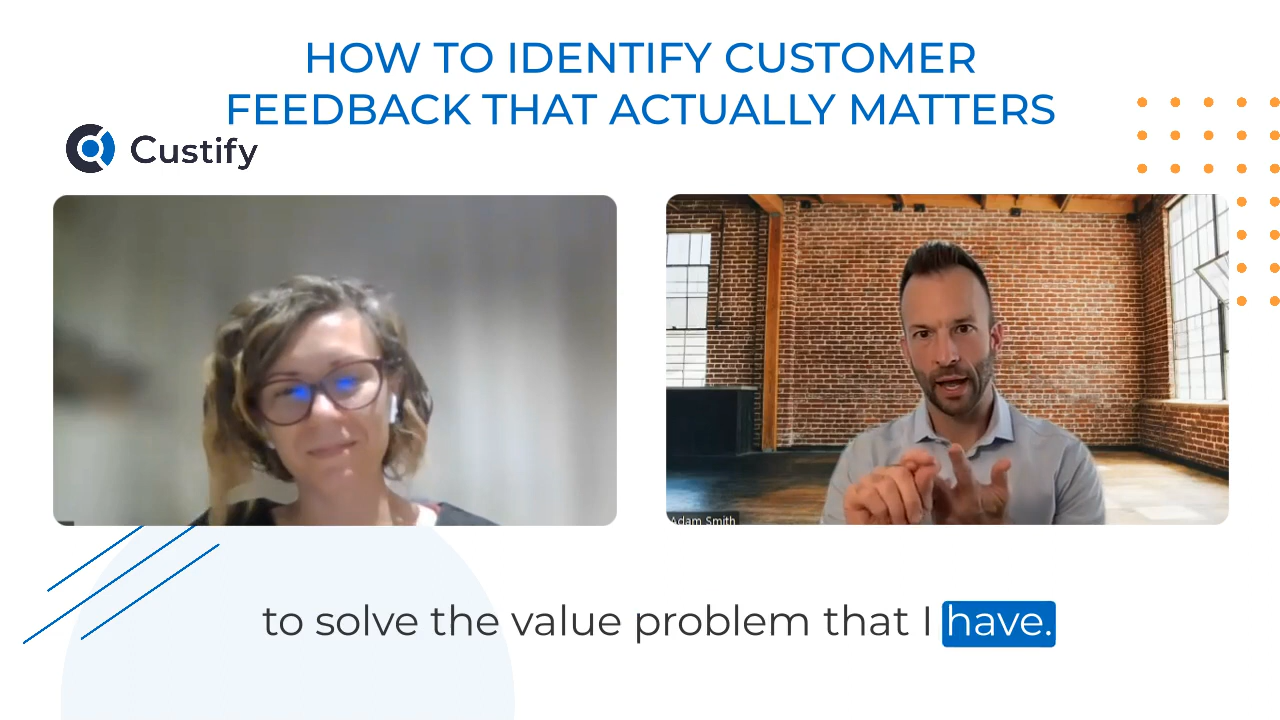 HOW TO IDENTIFY CUSTOMER
FEEDBACK THAT ACTUALLY MATTERS
Custify
Adam Smith
to solve the value problem that I have.